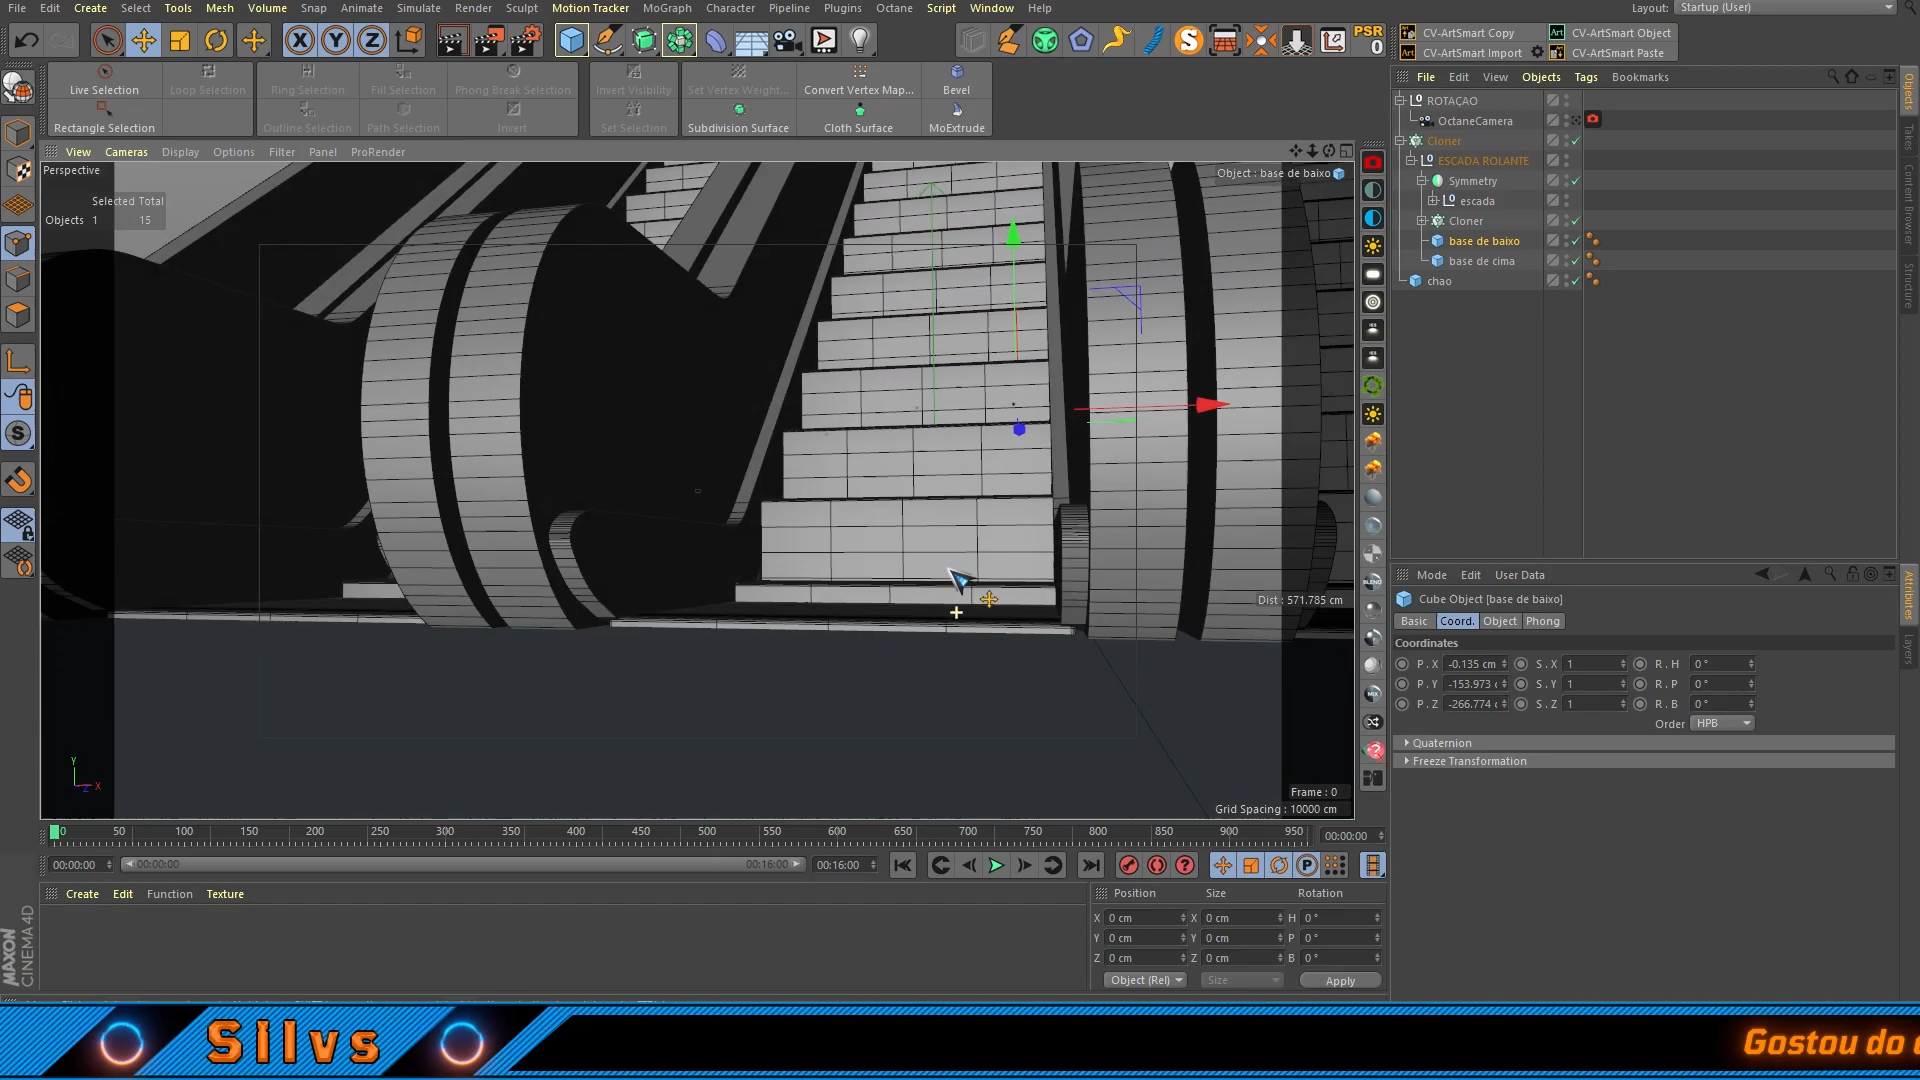 File Edit Create Select Tools Mesh Volume Snap Animate Simulate Render Sculpt Motion Tracker MoGraph Character Pipeline Plugins Octane Script Window Help
Layout: Startup (User)
PSR
0
CV-ArtSmart Copy CV-ArtSmart Object
CV-ArtSmart Import CV-ArtSmart Paste
Live Selection Loop Selection Ring Selection Fill Selection Phong Break Selection Invert Visibility Set Vertex Weight... Convert Vertex Map... Bevel
Rectangle Selection Outline Selection Path Selection Invert Set Selection Subdivision Surface Cloth Surface MoExtrude
File Edit View Objects Tags Bookmarks
ROTAÇAO
OctaneCamera
Cloner
ESCADA ROLANTE
Symmetry
escada
Cloner
base de baixo
base de cima
chao
Objects
Takes
Content Browser
Structure
View Cameras Display Options Filter Panel ProRender
Perspective
Object : base de baixo
Selected Total
Objects 1 15
Dist : 571.785 cm
Frame : 0
Grid Spacing : 10000 cm
Y
X
Z
Mode Edit User Data
Cube Object [base de baixo]
Basic Coord. Object Phong
Coordinates
P . X -0.135 cm S . X 1 R . H 0 °
P . Y -153.973 S . Y 1 R . P 0 °
P . Z -266.774 S . Z 1 R . B 0 °
Order HPB
Quaternion
Freeze Transformation
Attributes
Layers
0 50 100 150 200 250 300 350 400 450 500 550 600 650 700 750 800 850 900 950 00:00:00
00:00:00 00:00:00 00:16:00 00:16:00
Create Edit Function Texture
Position Size Rotation
X 0 cm X 0 cm H 0 °
Y 0 cm Y 0 cm P 0 °
Z 0 cm Z 0 cm B 0 °
Object (Rel) Size Apply
MAXON
CINEMA 4D
Silvs
Gostou do